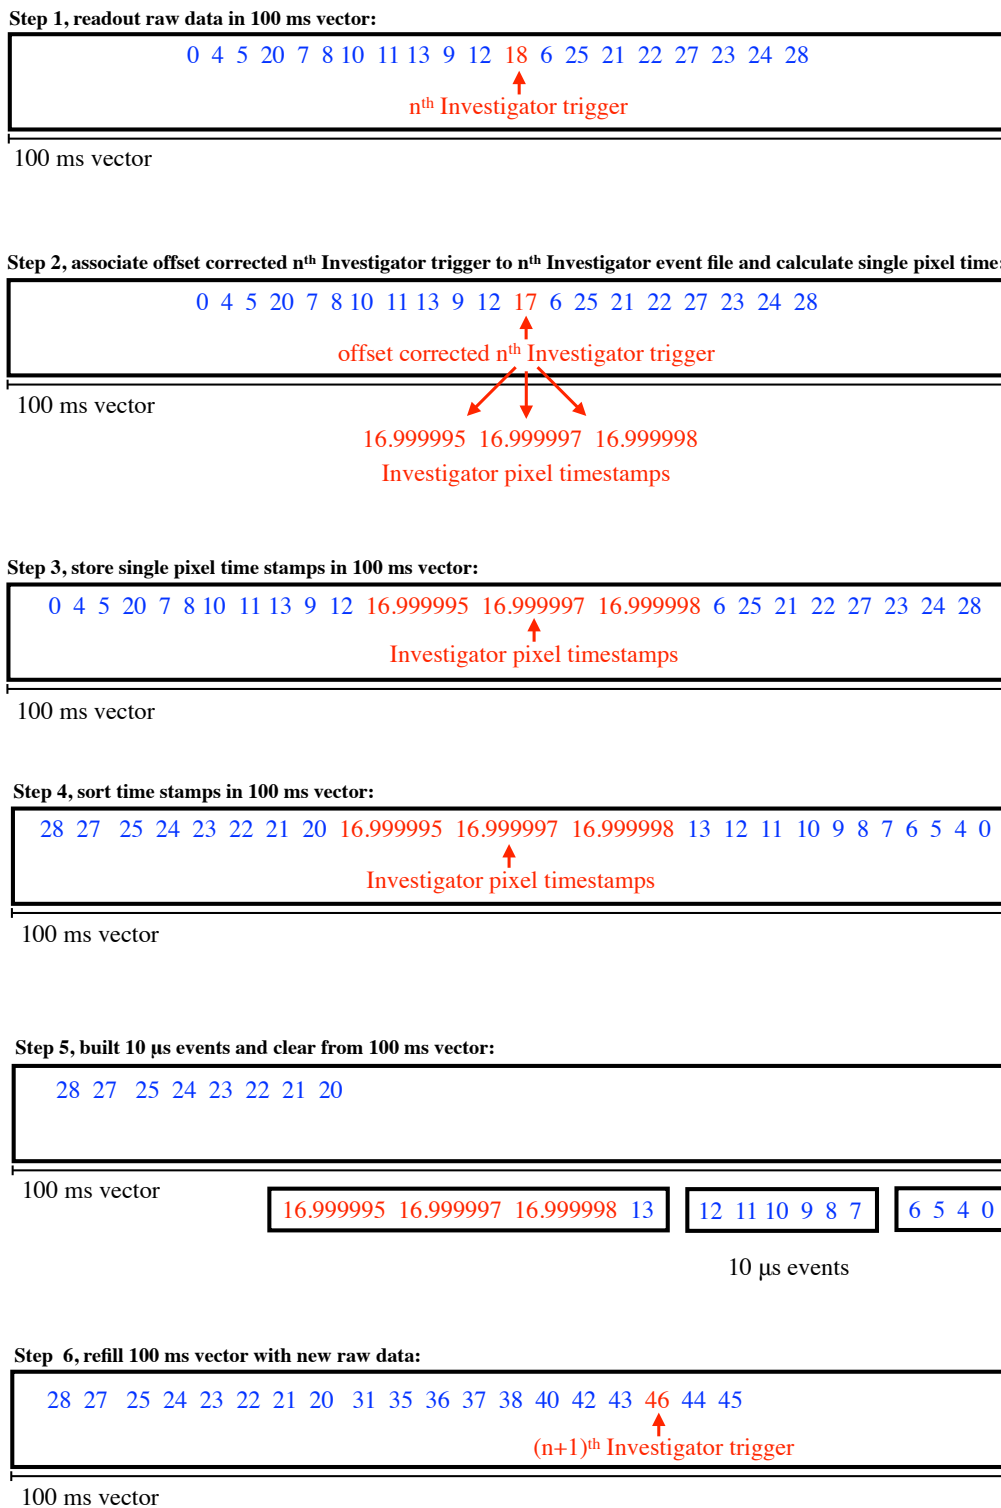 Step 1, readout raw data in 100 ms vector:
0 4 5 20 7 8 10 11 13 9 12 18 6 25 21 22 27 23 24 28
nth Investigator trigger
100 ms vector
Step 2, associate offset corrected nth Investigator trigger to nth Investigator event file and calculate single pixel time:
0 4 5 20 7 8 10 11 13 9 12 17 6 25 21 22 27 23 24 28
offset corrected nth Investigator trigger
100 ms vector
16.999995 16.999997 16.999998
Investigator pixel timestamps
Step 3, store single pixel time stamps in 100 ms vector:
0 4 5 20 7 8 10 11 13 9 12 16.999995 16.999997 16.999998 6 25 21 22 27 23 24 28
Investigator pixel timestamps
100 ms vector
Step 4, sort time stamps in 100 ms vector:
28 27 25 24 23 22 21 20 16.999995 16.999997 16.999998 13 12 11 10 9 8 7 6 5 4 0
Investigator pixel timestamps
100 ms vector
Step 5, built 10 μs events and clear from 100 ms vector:
28 27 25 24 23 22 21 20
100 ms vector
16.999995 16.999997 16.999998 13 12 11 10 9 8 7 6 5 4 0
10 μs events
Step 6, refill 100 ms vector with new raw data:
28 27 25 24 23 22 21 20 31 35 36 37 38 40 42 43 46 44 45
(n+1)th Investigator trigger
100 ms vector